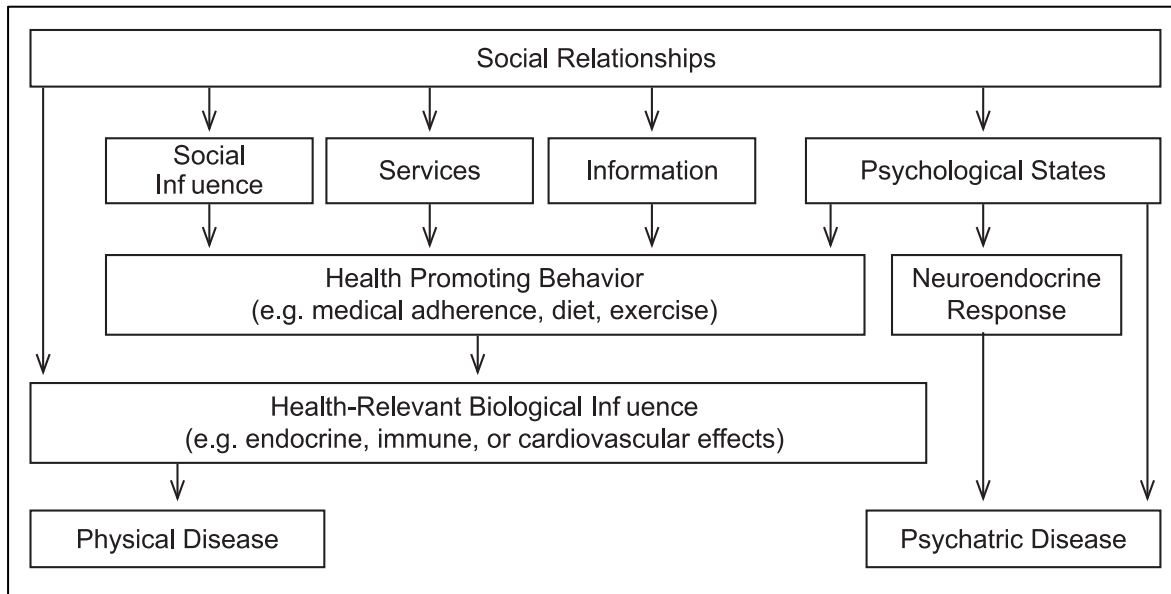 Social Relationships
Social
Inf uence
Services
Information
Psychological States
Health Promoting Behavior
(e.g. medical adherence, diet, exercise)
Neuroendocrine
Response
Health-Relevant Biological Inf uence
(e.g. endocrine, immune, or cardiovascular effects)
Physical Disease
Psychatric Disease